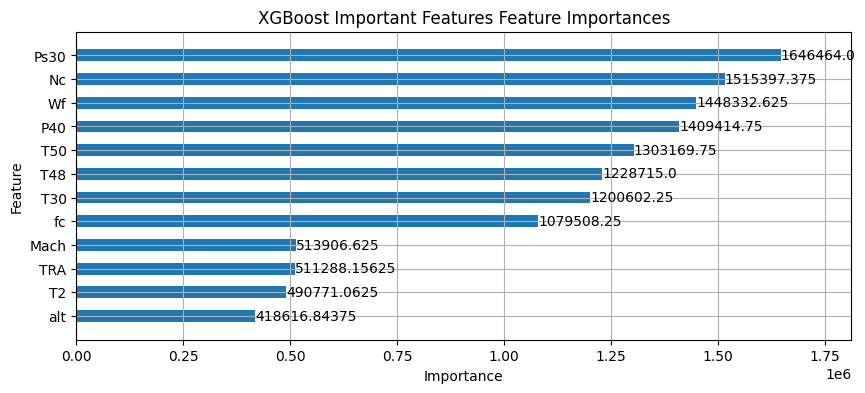 XGBoost Important Features Feature Importances
Feature
Ps30 1646464.0
Nc 1515397.375
Wf 1448332.625
P40 1409414.75
T50 1303169.75
T48 1228715.0
T30 1200602.25
fc 1079508.25
Mach 513906.625
TRA 511288.15625
T2 490771.0625
alt 418616.84375
0.00 0.25 0.50 0.75 1.00 1.25 1.50 1.75
1e6
Importance